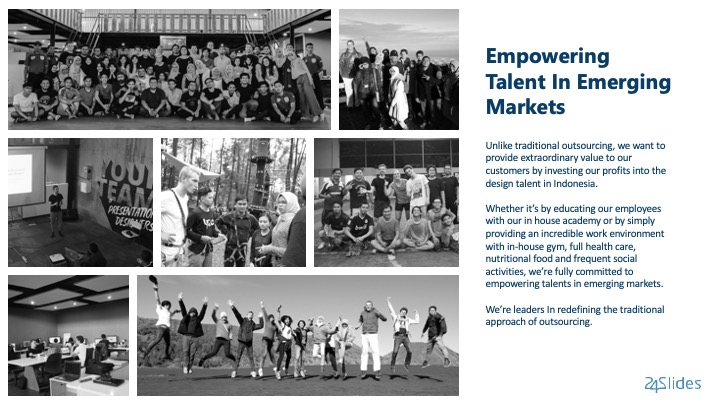 Empowering
Talent In Emerging
Markets
Unlike traditional outsourcing, we want to
provide extraordinary value to our
customers by investing our profits into the
design talent in Indonesia.
Whether it's by educating our employees
with our in house academy or by simply
providing an incredible work environment
with in-house gym, full health care,
nutritional food and frequent social
activities, we're fully committed to
empowering talents in emerging markets.
We're leaders In redefining the traditional
approach of outsourcing.
YOUR
TEAM
PRESENTATION
DESIGNERS
24Slides